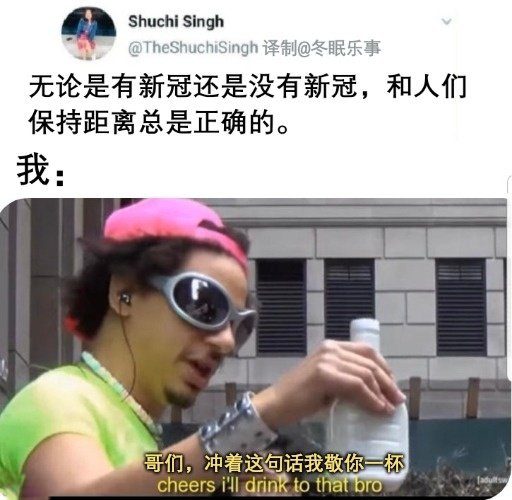 Shuchi Singh
@TheShuchiSingh 译制@冬眠乐事
无论是有新冠还是没有新冠，和人们
保持距离总是正确的。
我：
哥们，冲着这句话我敬你一杯
cheers i'll drink to that bro
[adultsw